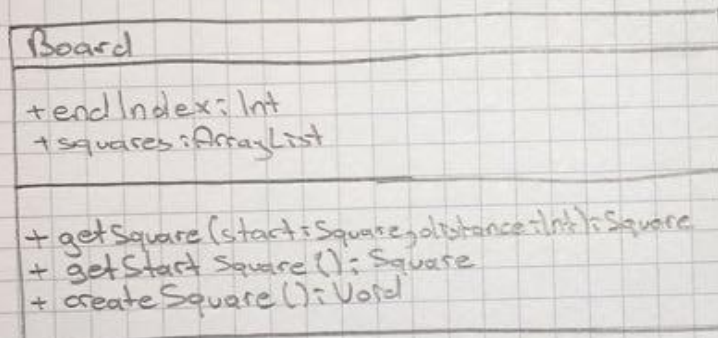 Board
+endIndex: Int
+squares: ArrayList
+ getSquare(start: Square, distance: Int): Square
+ getStart Square(): Square
+ createSquare(): Void